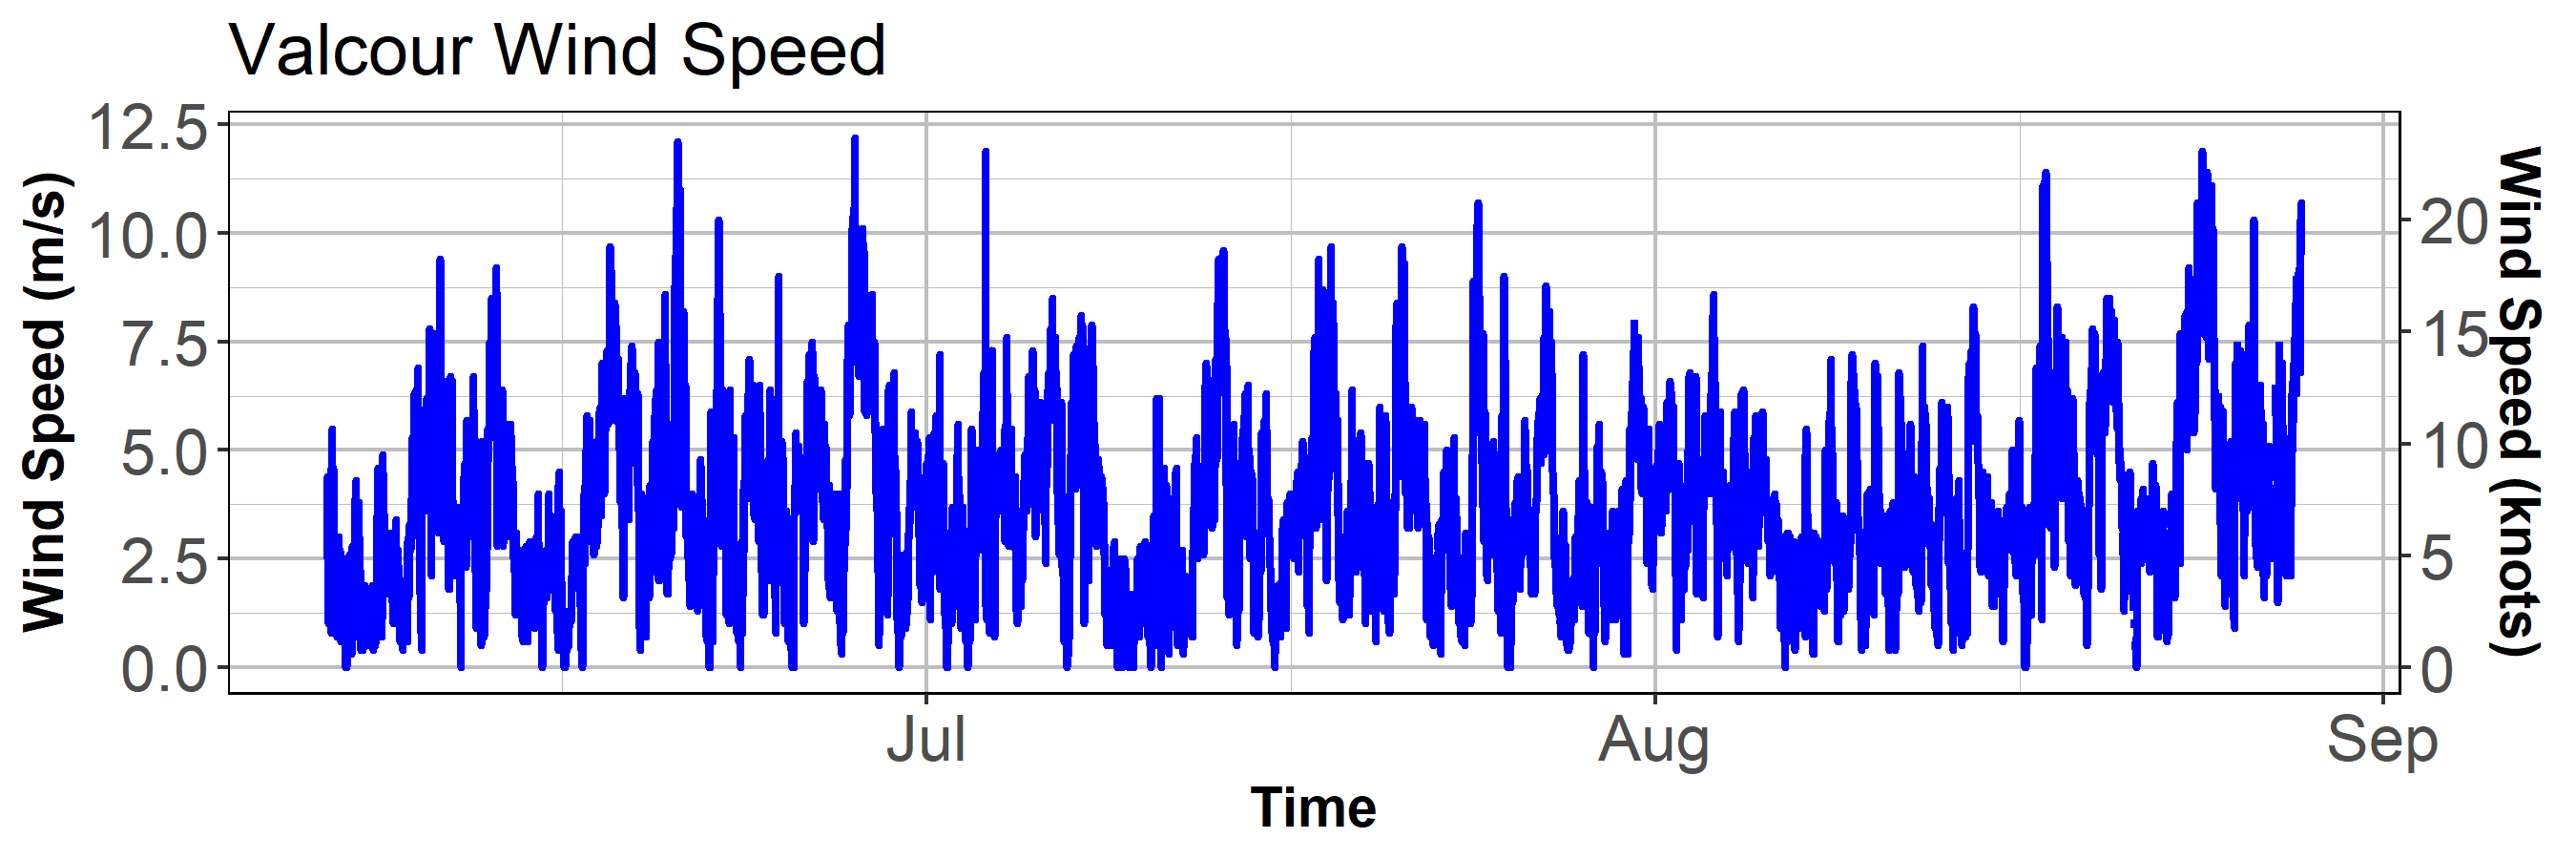 Valcour Wind Speed
Wind Speed (m/s)
12.5
10.0
7.5
5.0
2.5
0.0
Wind Speed (knots)
20
15
10
5
0
Jul
Aug
Sep
Time